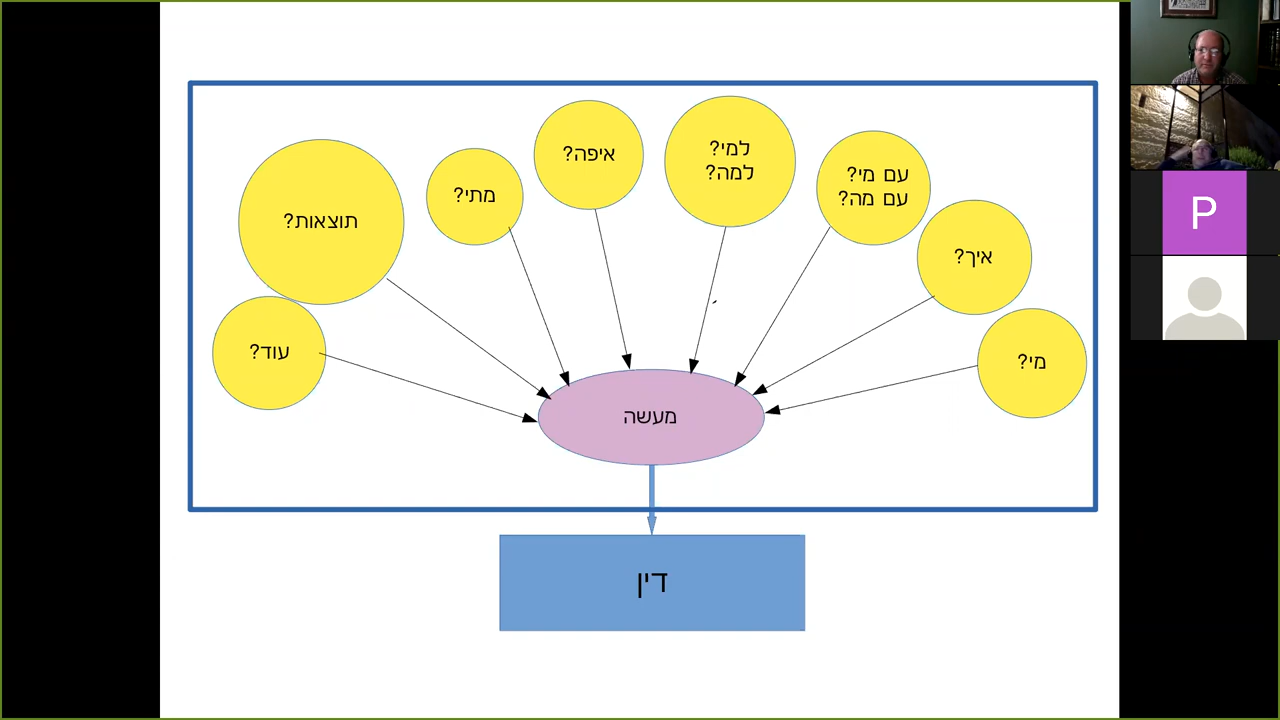 למי?
למה?
איפה?
עם מי?
עם מה?
מתי?
תוצאות?
איך?
עוד?
מי?
מעשה
דין
P